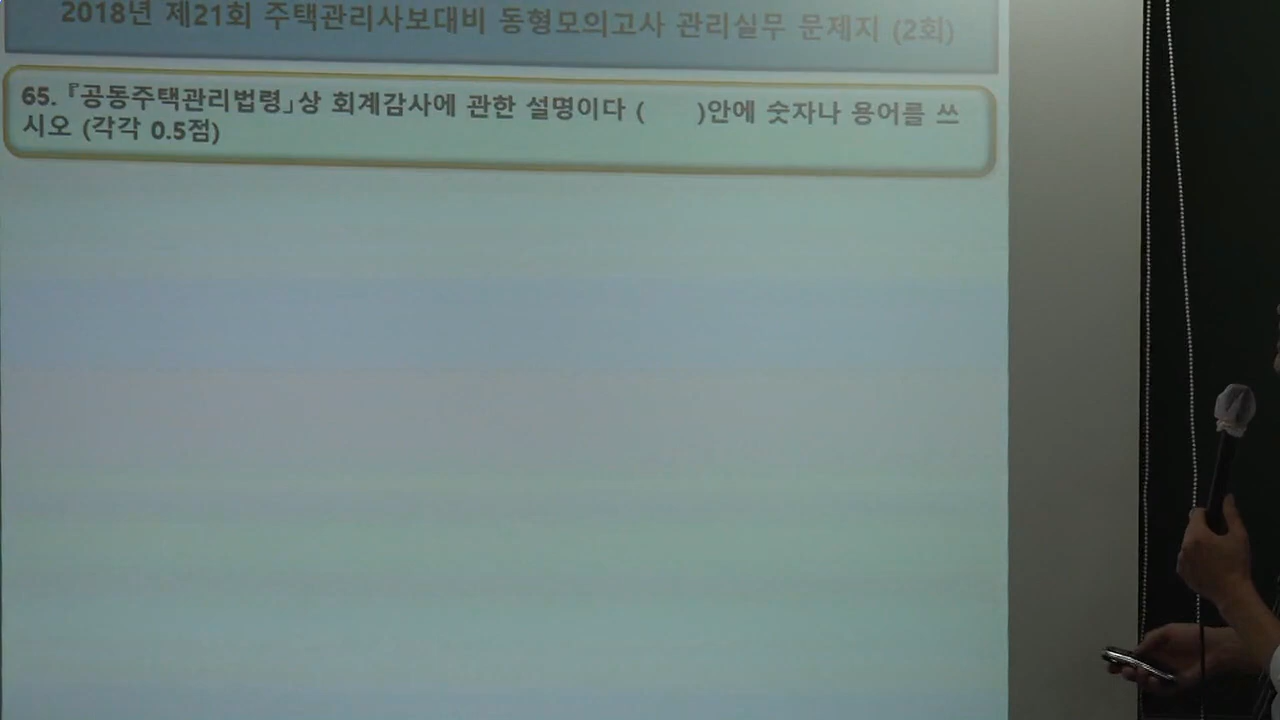 2018년 제21회 주택관리사보대비 동형모의고사 관리실무 문제지 (2회)
65. 『공동주택관리법령」상 회계감사에 관한 설명이다 (      )안에 숫자나 용어를 쓰
시오 (각각 0.5점)